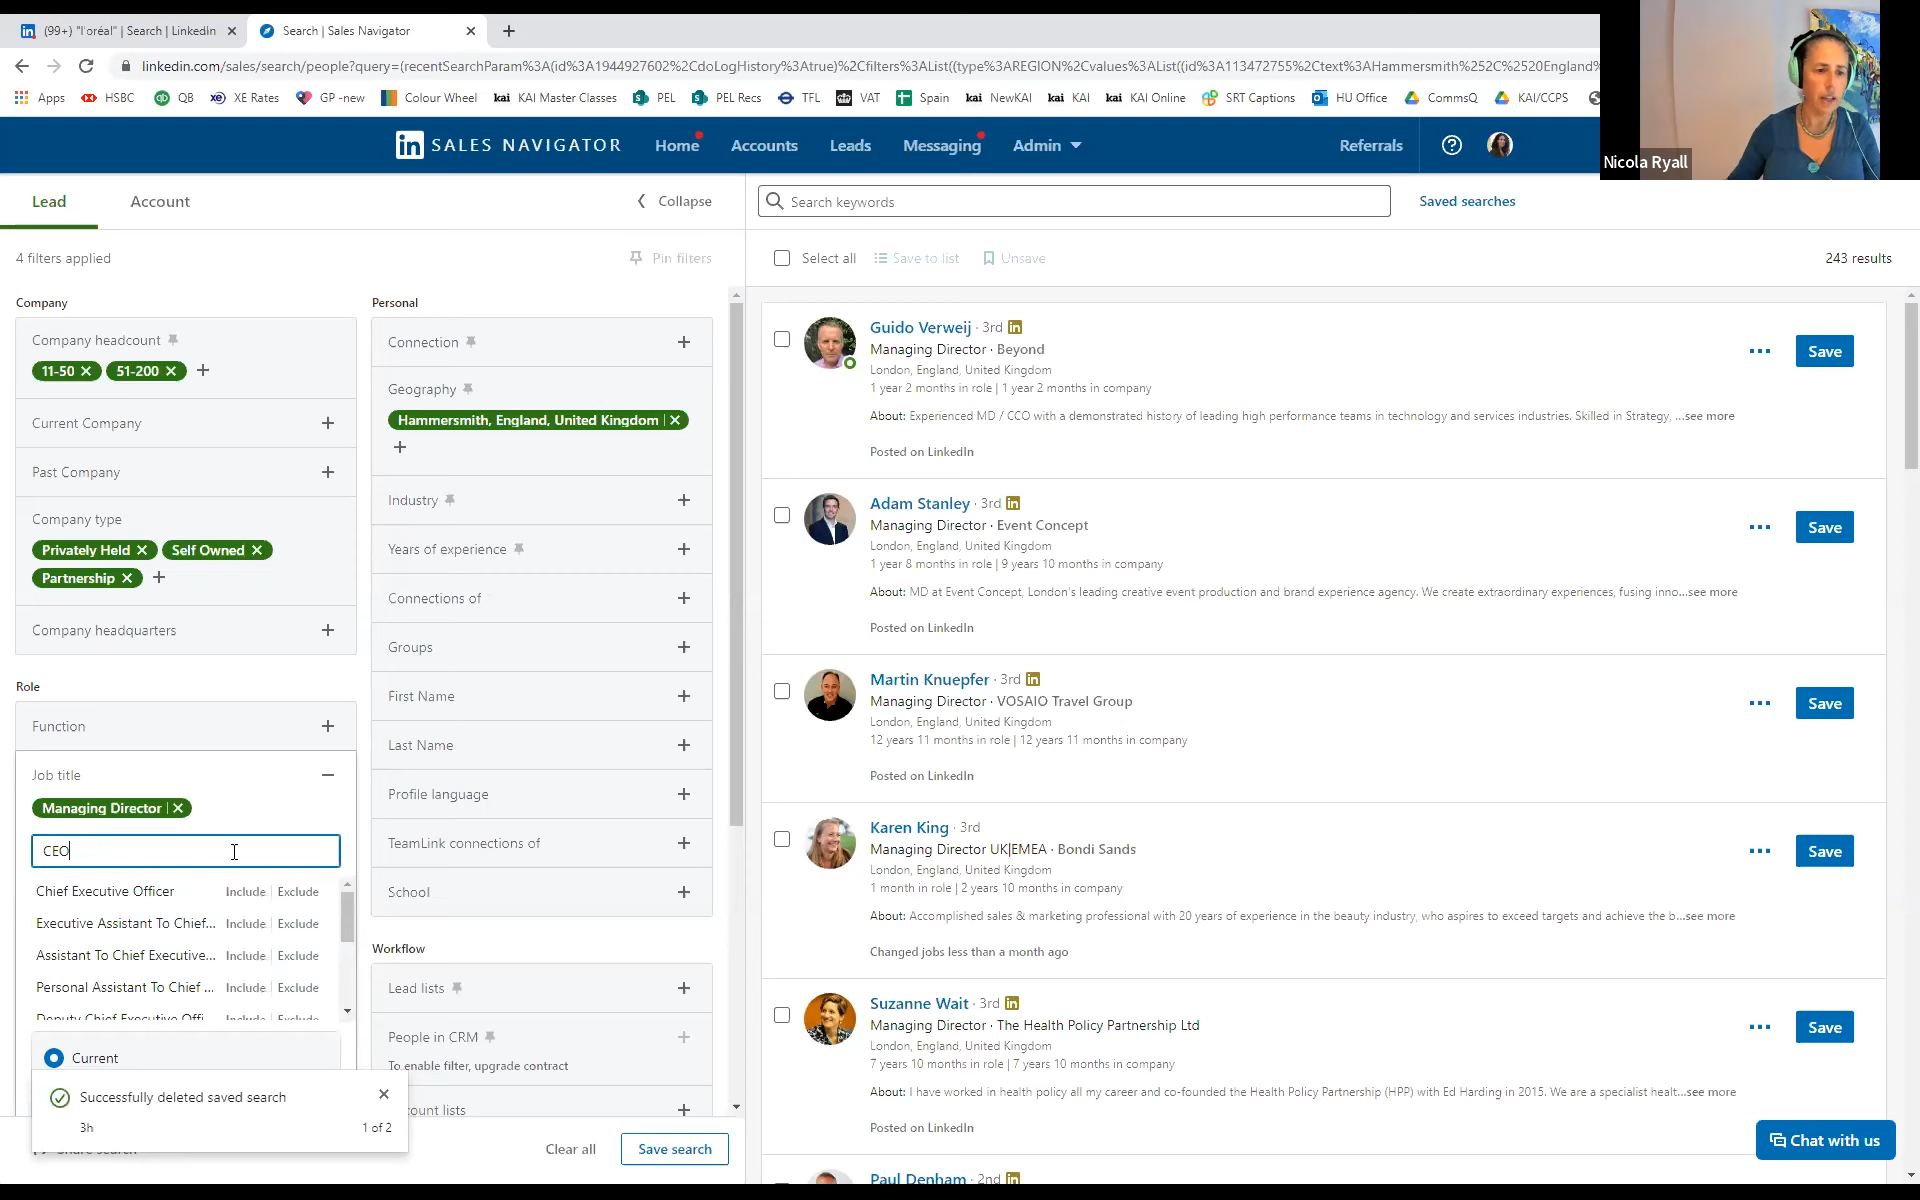 (99+) "l'oréal" | Search | LinkedIn
Search | Sales Navigator
linkedin.com/sales/search/people?query=(recentSearchParam%3A(id%3A1944927602%2CdoLogHistory%3Atrue)%2Cfilters%3AList((type%3AREGION%2Cvalues%3AList((id%3A113472755%2Ctext%3AHammersmith%252C%2520England%
Apps HSBC QB XE Rates GP -new Colour Wheel kai KAI Master Classes PEL PEL Recs TFL VAT Spain kai NewKAI kai KAI kai KAI Online SRT Captions HU Office CommsQ KAI/CCPS
Nicola Ryall
in SALES NAVIGATOR Home Accounts Leads Messaging Admin Referrals
Lead Account Collapse
Search keywords Saved searches
4 filters applied Pin filters
Select all Save to list Unsave 243 results
Company
Company headcount
11-50 51-200
Current Company
Past Company
Company type
Privately Held Self Owned
Partnership
Company headquarters
Role
Function
Job title
Managing Director
CEO
Chief Executive Officer Include Exclude
Executive Assistant To Chief... Include Exclude
Assistant To Chief Executive... Include Exclude
Personal Assistant To Chief ... Include Exclude
Deputy Chief Executive Offi... Include Exclude
Current
Successfully deleted saved search
3h 1 of 2
Share search
Clear all Save search
Personal
Connection
Geography
Hammersmith, England, United Kingdom
Industry
Years of experience
Connections of
Groups
First Name
Last Name
Profile language
TeamLink connections of
School
Workflow
Lead lists
People in CRM
To enable filter, upgrade contract
count lists
Guido Verweij · 3rd in
Managing Director · Beyond
London, England, United Kingdom
1 year 2 months in role | 1 year 2 months in company
About: Experienced MD / CCO with a demonstrated history of leading high performance teams in technology and services industries. Skilled in Strategy, ...see more
Posted on LinkedIn
Save
Adam Stanley · 3rd in
Managing Director · Event Concept
London, England, United Kingdom
1 year 8 months in role | 9 years 10 months in company
About: MD at Event Concept, London's leading creative event production and brand experience agency. We create extraordinary experiences, fusing inno...see more
Posted on LinkedIn
Save
Martin Knuepfer · 3rd in
Managing Director · VOSAIO Travel Group
London, England, United Kingdom
12 years 11 months in role | 12 years 11 months in company
Posted on LinkedIn
Save
Karen King · 3rd
Managing Director UK|EMEA · Bondi Sands
London, England, United Kingdom
1 month in role | 2 years 10 months in company
About: Accomplished sales & marketing professional with 20 years of experience in the beauty industry, who aspires to exceed targets and achieve the b...see more
Changed jobs less than a month ago
Save
Suzanne Wait · 3rd in
Managing Director · The Health Policy Partnership Ltd
London, England, United Kingdom
7 years 10 months in role | 7 years 10 months in company
About: I have worked in health policy all my career and co-founded the Health Policy Partnership (HPP) with Ed Harding in 2015. We are a specialist healt...see more
Posted on LinkedIn
Save
Paul Denham · 2nd in
Chat with us